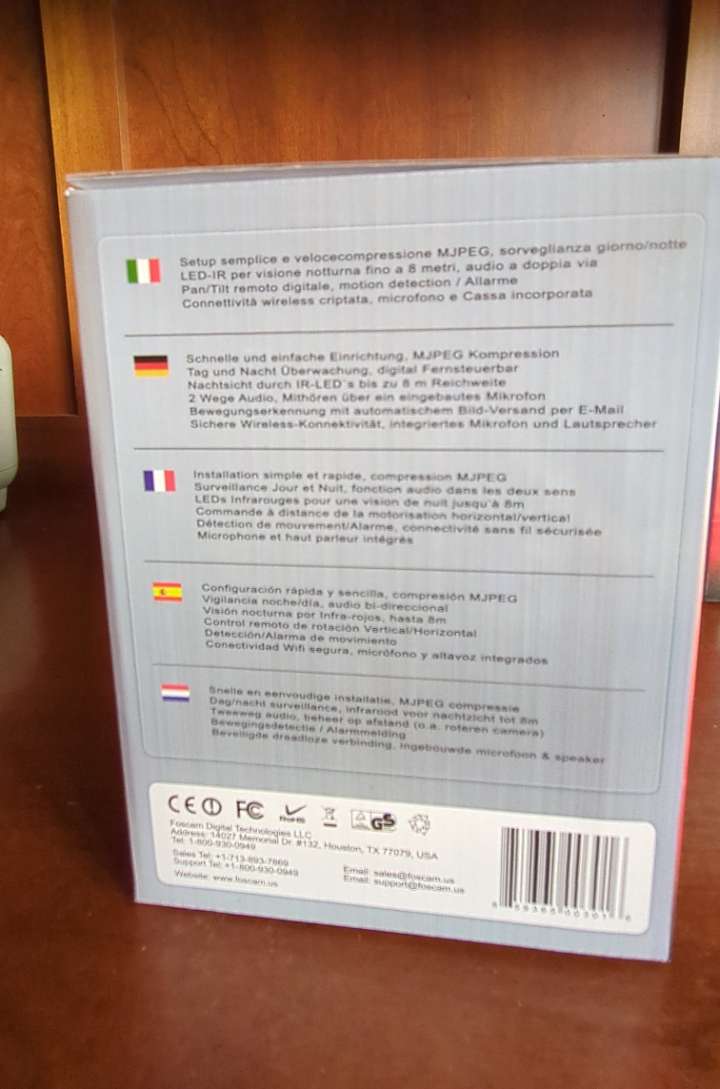 Setup semplice e velocecompressione MJPEG, sorveglianza giorno/notte
LED-IR per visione notturna fino a 8 metri, audio a doppia via
Pan/Tilt remoto digitale, motion detection / Allarme
Connettività wireless criptata, microfono e Cassa incorporata
Schnelle und einfache Einrichtung, MJPEG Kompression
Tag und Nacht Überwachung, digital Fernsteuerbar
Nachtsicht durch IR-LED´s bis zu 8 m Reichweite
2 Wege Audio, Mithören über ein eingebautes Mikrofon
Bewegungserkennung mit automatischem Bild-Versand per E-Mail
Sichere Wireless-Konnektivität, integriertes Mikrofon und Lautsprecher
Installation simple et rapide, compression MJPEG
Surveillance Jour et Nuit, fonction audio dans les deux sens
LEDs Infrarouges pour une vision de nuit jusqu'à 8m
Commande à distance de la motorisation horizontal/vertical
Détection de mouvement/Alarme, connectivité sans fil sécurisée
Microphone et haut parleur intégrés
Configuración rápida y sencilla, compresión MJPEG
Vigilancia noche/día, audio bi-direccional
Visión nocturna por Infra-rojos, hasta 8m
Control remoto de rotación Vertical/Horizontal
Detección/Alarma de movimiento
Conectividad Wifi segura, micrófono y altavoz integrados
Snelle en eenvoudige installatie, MJPEG compressie
Dag/nacht surveillance, infrarood voor nachtzicht tot 8m
Tweeweg audio, beheer op afstand (o.a. roteren camera)
Bewegingsdetectie / Alarmmelding
Beveiligde draadloze verbinding, ingebouwde microfoon & speaker
CE FC RoHS GS
Foscam Digital Technologies LLC
Address: 14027 Memorial Dr. #132, Houston, TX 77079, USA
Tel: 1-800-930-0949
Sales Tel: +1-713-893-7869
Support Tel: +1-800-930-0949
Website: www.foscam.us
Email: sales@foscam.us
Email: support@foscam.us